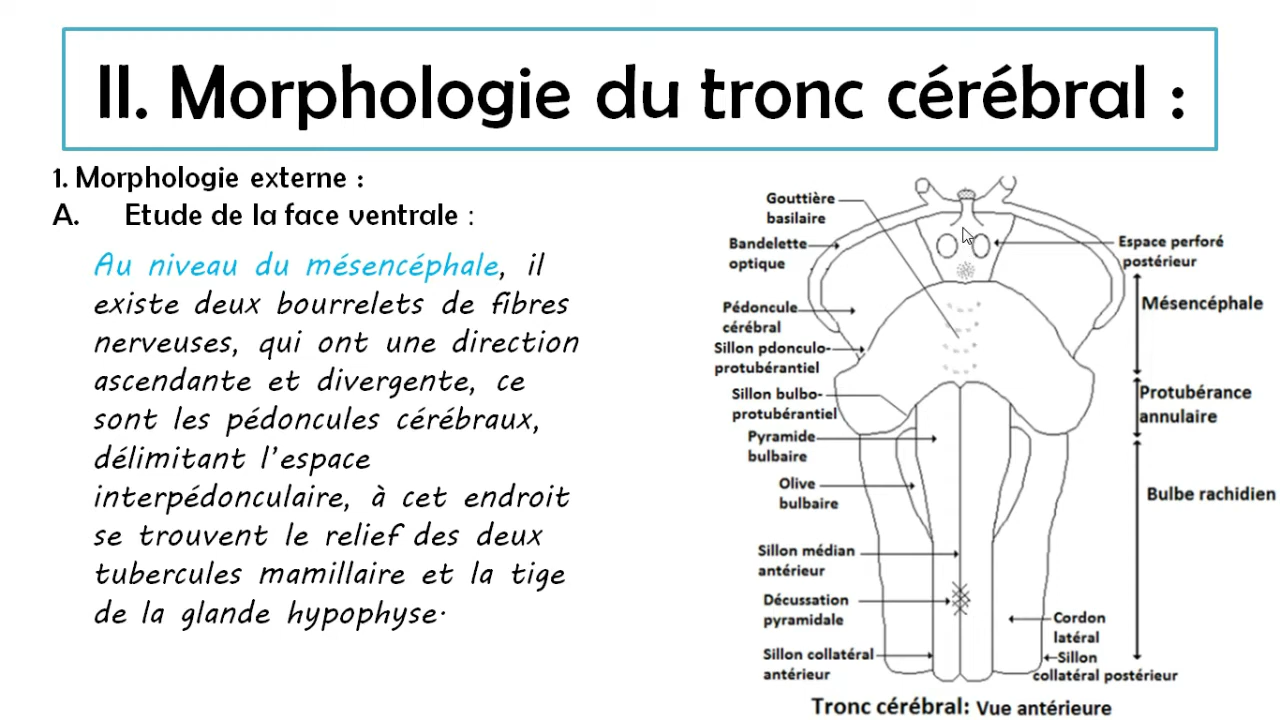 II. Morphologie du tronc cérébral :
1. Morphologie externe :
A. Etude de la face ventrale :
Au niveau du mésencéphale, il
existe deux bourrelets de fibres
nerveuses, qui ont une direction
ascendante et divergente, ce
sont les pédoncules cérébraux,
délimitant l'espace
interpédonculaire, à cet endroit
se trouvent le relief des deux
tubercules mamillaire et la tige
de la glande hypophyse.
Gouttière
basilaire
Bandelette
optique
Pédoncule
cérébral
Sillon pdonculo-
protubérantiel
Sillon bulbo-
protubérantiel
Pyramide
bulbaire
Olive
bulbaire
Sillon médian
antérieur
Décussation
pyramidale
Sillon collatéral
antérieur
Espace perforé
postérieur
Mésencéphale
Protubérance
annulaire
Bulbe rachidien
Cordon
latéral
Sillon
collatéral postérieur
Tronc cérébral: Vue antérieure